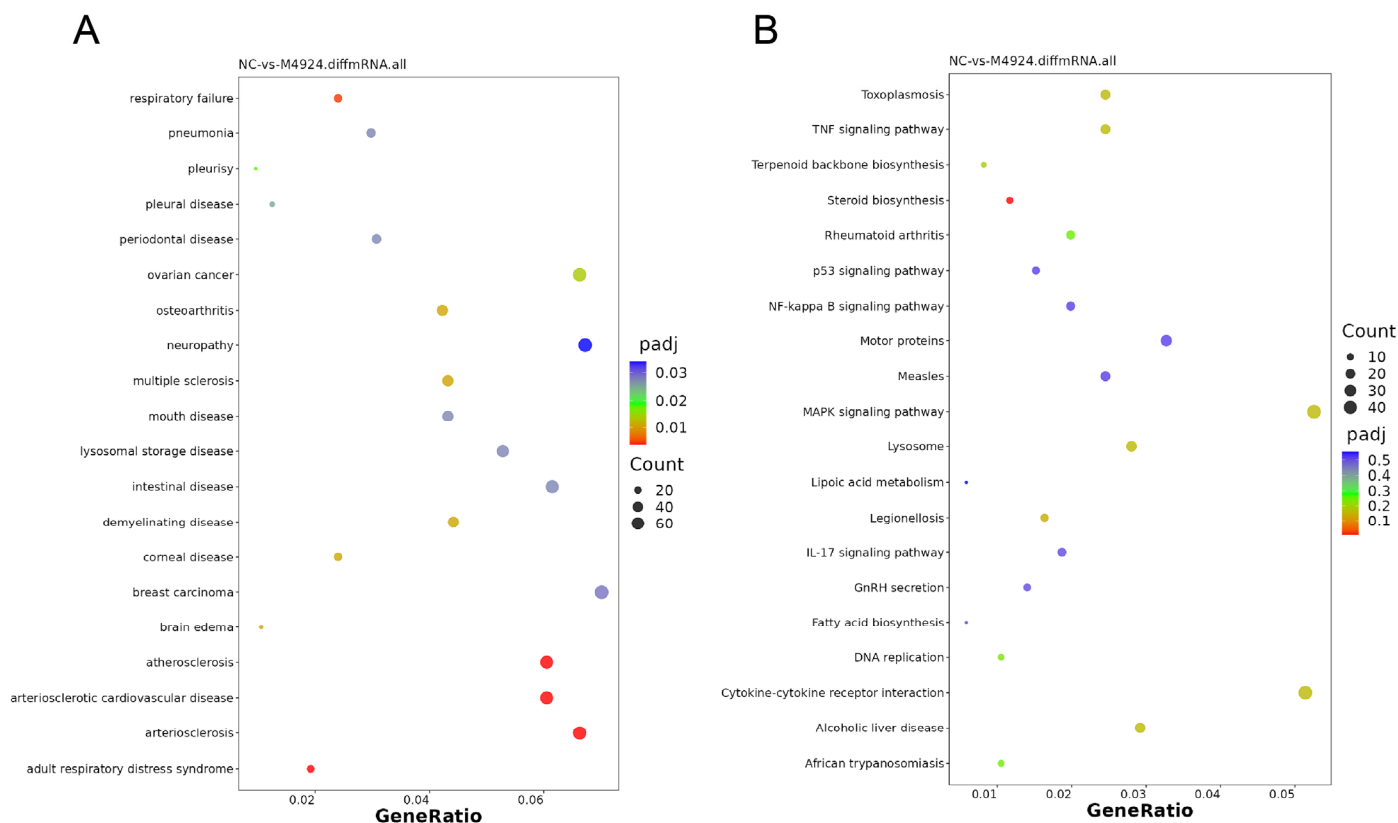 A
NC-vs-M4924.diffmRNA.all
respiratory failure
pneumonia
pleurisy
pleural disease
periodontal disease
ovarian cancer
osteoarthritis
neuropathy
multiple sclerosis
mouth disease
lysosomal storage disease
intestinal disease
demyelinating disease
corneal disease
breast carcinoma
brain edema
atherosclerosis
arteriosclerotic cardiovascular disease
arteriosclerosis
adult respiratory distress syndrome
0.02 0.04 0.06
GeneRatio
padj
0.03
0.02
0.01
Count
20
40
60
B
NC-vs-M4924.diffmRNA.all
Toxoplasmosis
TNF signaling pathway
Terpenoid backbone biosynthesis
Steroid biosynthesis
Rheumatoid arthritis
p53 signaling pathway
NF-kappa B signaling pathway
Motor proteins
Measles
MAPK signaling pathway
Lysosome
Lipoic acid metabolism
Legionellosis
IL-17 signaling pathway
GnRH secretion
Fatty acid biosynthesis
DNA replication
Cytokine-cytokine receptor interaction
Alcoholic liver disease
African trypanosomiasis
0.01 0.02 0.03 0.04 0.05
GeneRatio
Count
10
20
30
40
padj
0.5
0.4
0.3
0.2
0.1